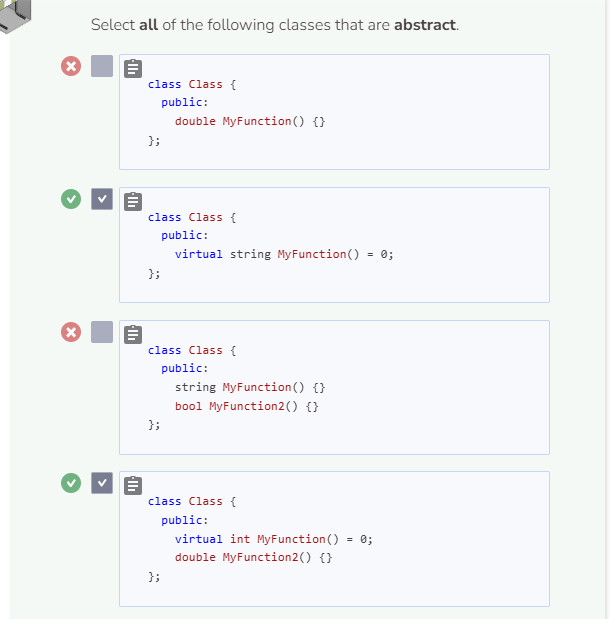 Select all of the following classes that are abstract.
class Class {
public:
double MyFunction() {}
};
class Class {
public:
virtual string MyFunction() = 0;
};
class Class {
public:
string MyFunction() {}
bool MyFunction2() {}
};
class Class {
public:
virtual int MyFunction() = 0;
double MyFunction2() {}
};